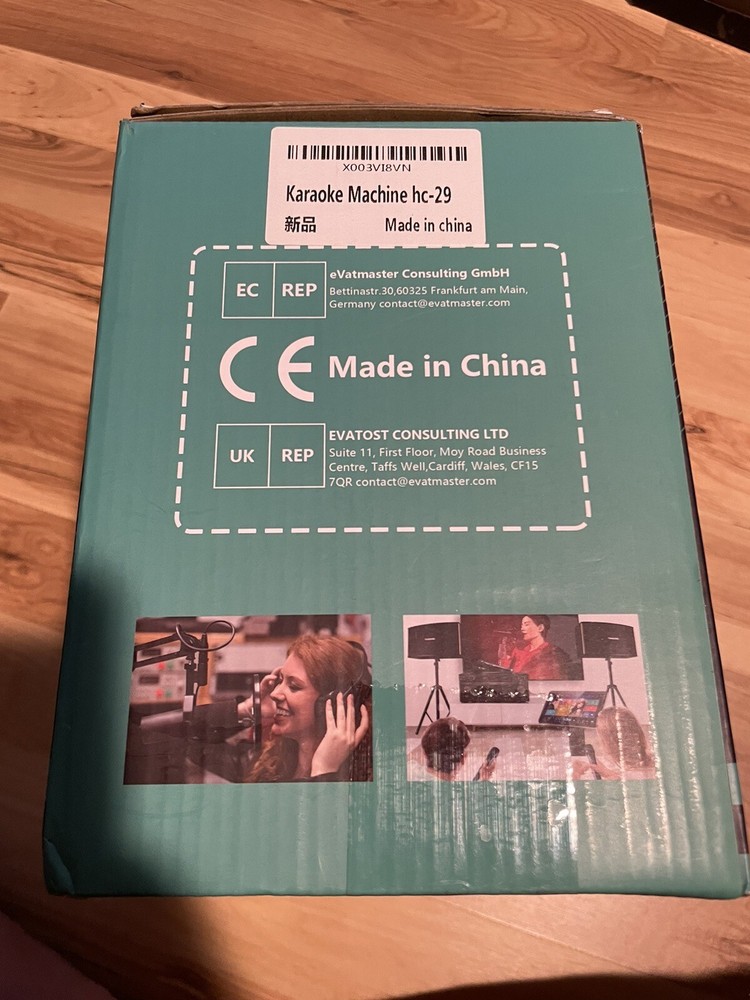 X003VI8VN
Karaoke Machine hc-29
新品 Made in china
EC REP
eVatmaster Consulting GmbH
Bettinastr.30,60325 Frankfurt am Main,
Germany contact@evatmaster.com
CE Made in China
UK REP
EVATOST CONSULTING LTD
Suite 11, First Floor, Moy Road Business
Centre, Taffs Well,Cardiff, Wales, CF15
7QR contact@evatmaster.com